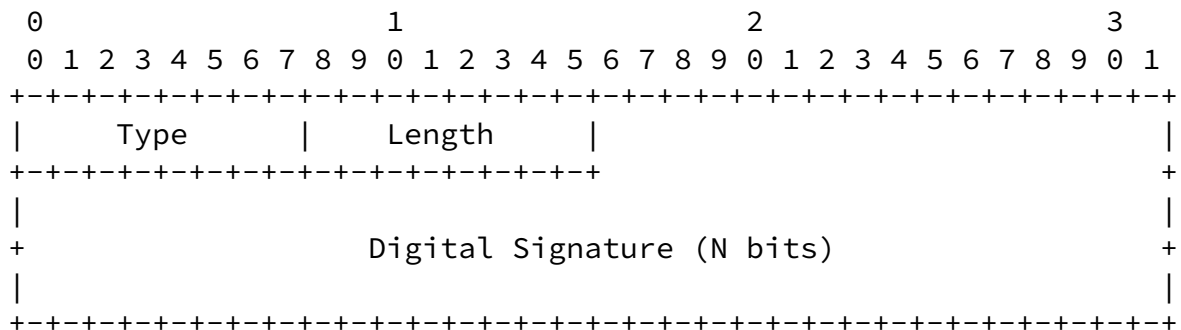 0                   1                   2                   3
 0 1 2 3 4 5 6 7 8 9 0 1 2 3 4 5 6 7 8 9 0 1 2 3 4 5 6 7 8 9 0 1
+-+-+-+-+-+-+-+-+-+-+-+-+-+-+-+-+-+-+-+-+-+-+-+-+-+-+-+-+-+-+-+-+
|     Type      |    Length     |                               |
+-+-+-+-+-+-+-+-+-+-+-+-+-+-+-+-+                               +
|                                                               |
+                   Digital Signature (N bits)                  +
|                                                               |
+-+-+-+-+-+-+-+-+-+-+-+-+-+-+-+-+-+-+-+-+-+-+-+-+-+-+-+-+-+-+-+-+